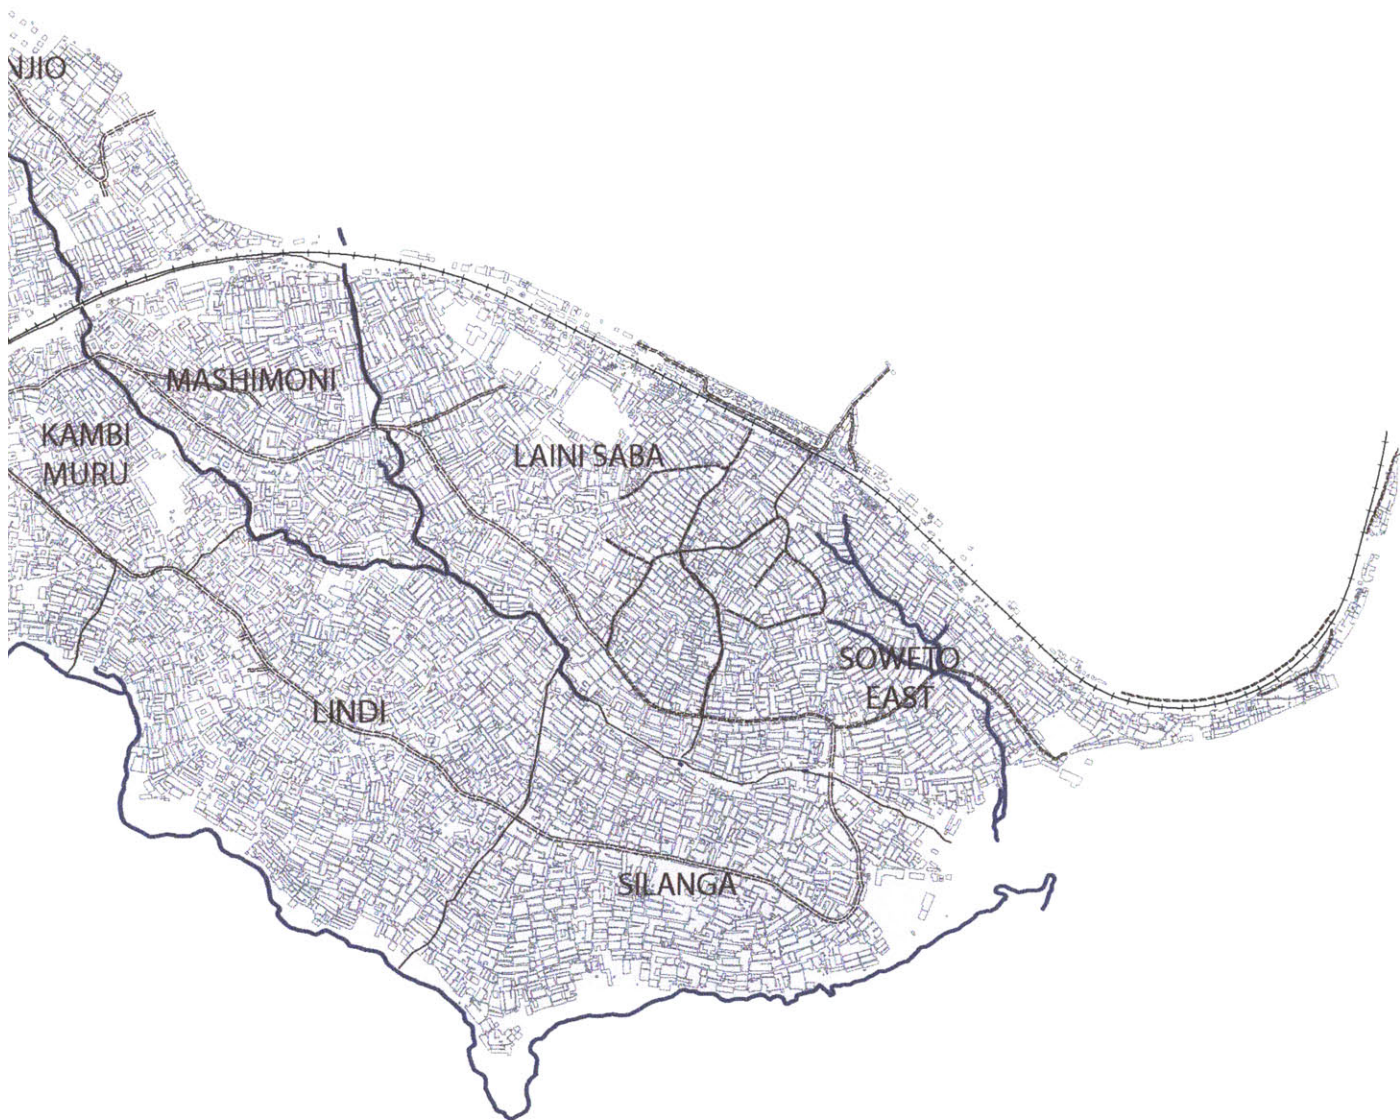 NJIO
MASHIMONI
KAMBI
MURU
LAINI SABA
SOWETO
EAST
LINDI
SILANGA